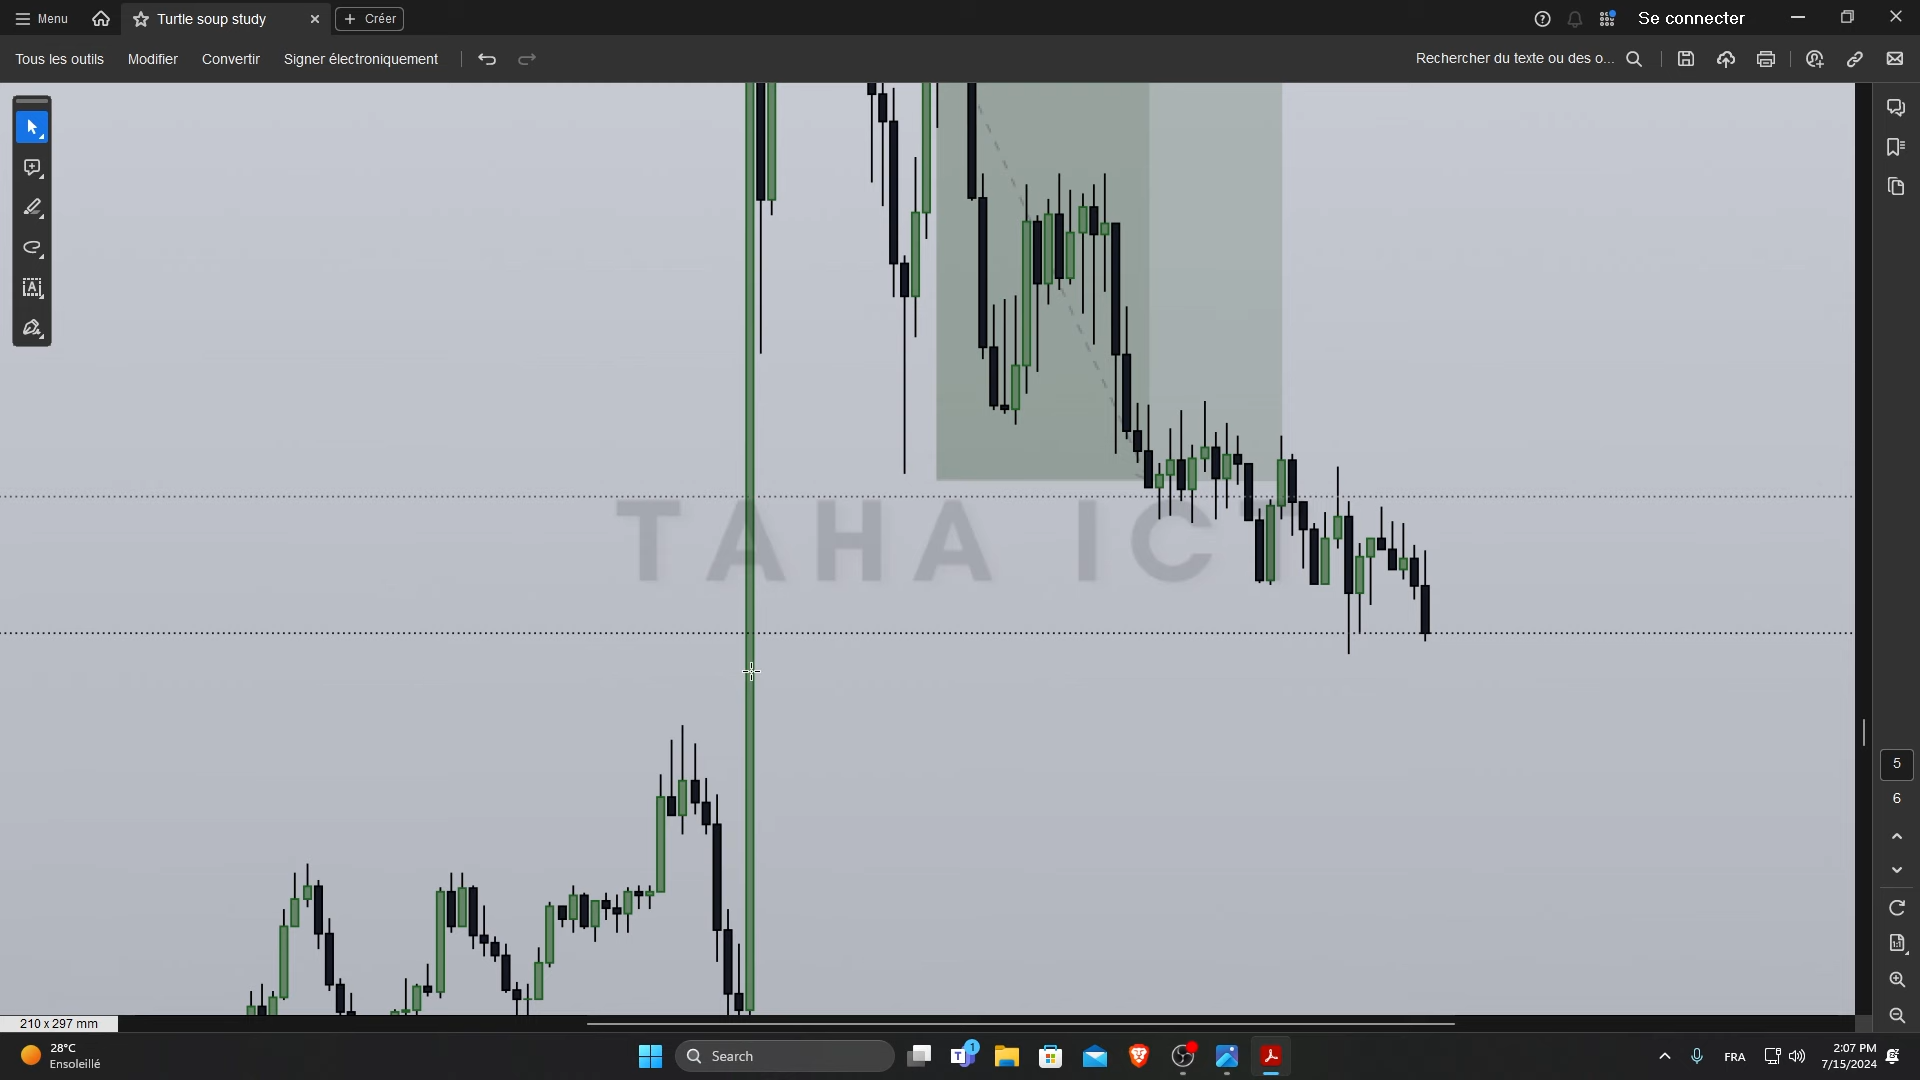 Menu
Turtle soup study
Créer
Se connecter
Tous les outils
Modifier
Convertir
Signer électroniquement
Rechercher du texte ou des o...
TAHA ICT
5
6
210 x 297 mm
28°C
Ensoleillé
Search
1
FRA
2:07 PM
7/15/2024